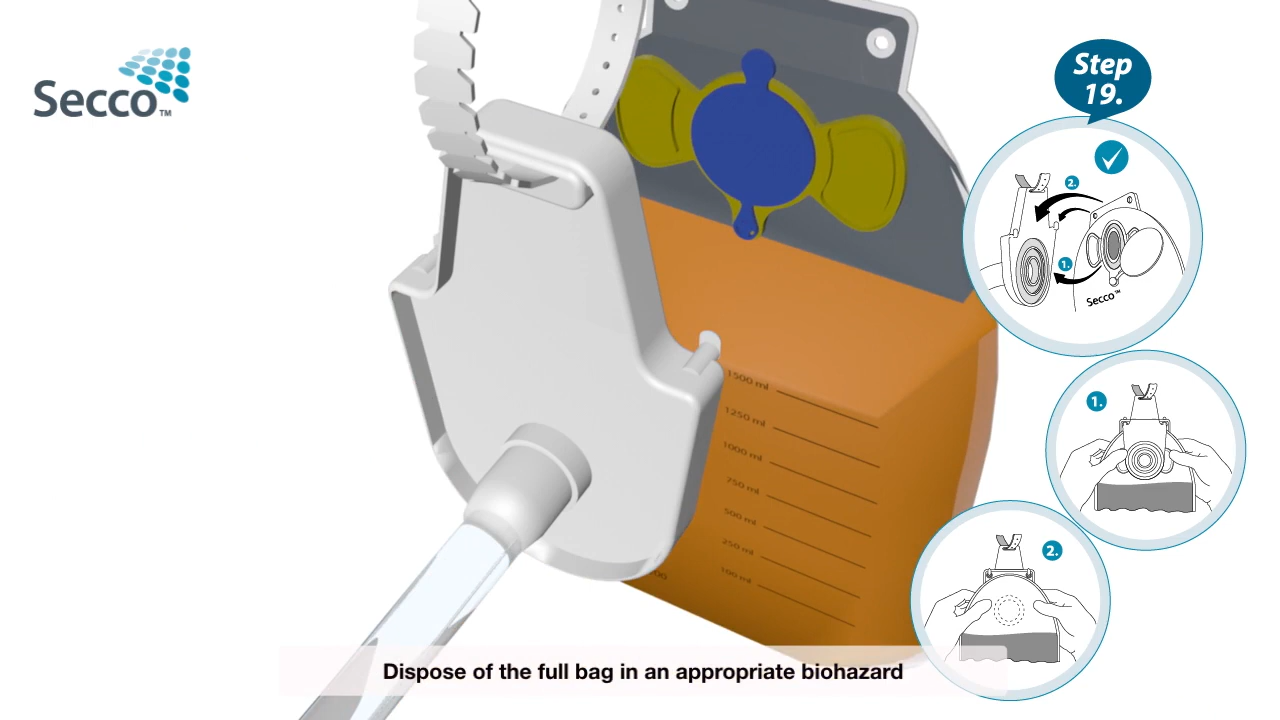 Secco™
Step
19.
2.
1.
Secco™
1.
2.
1500 ml
1250 ml
1000 ml
750 ml
500 ml
250 ml
100 ml
Dispose of the full bag in an appropriate biohazard